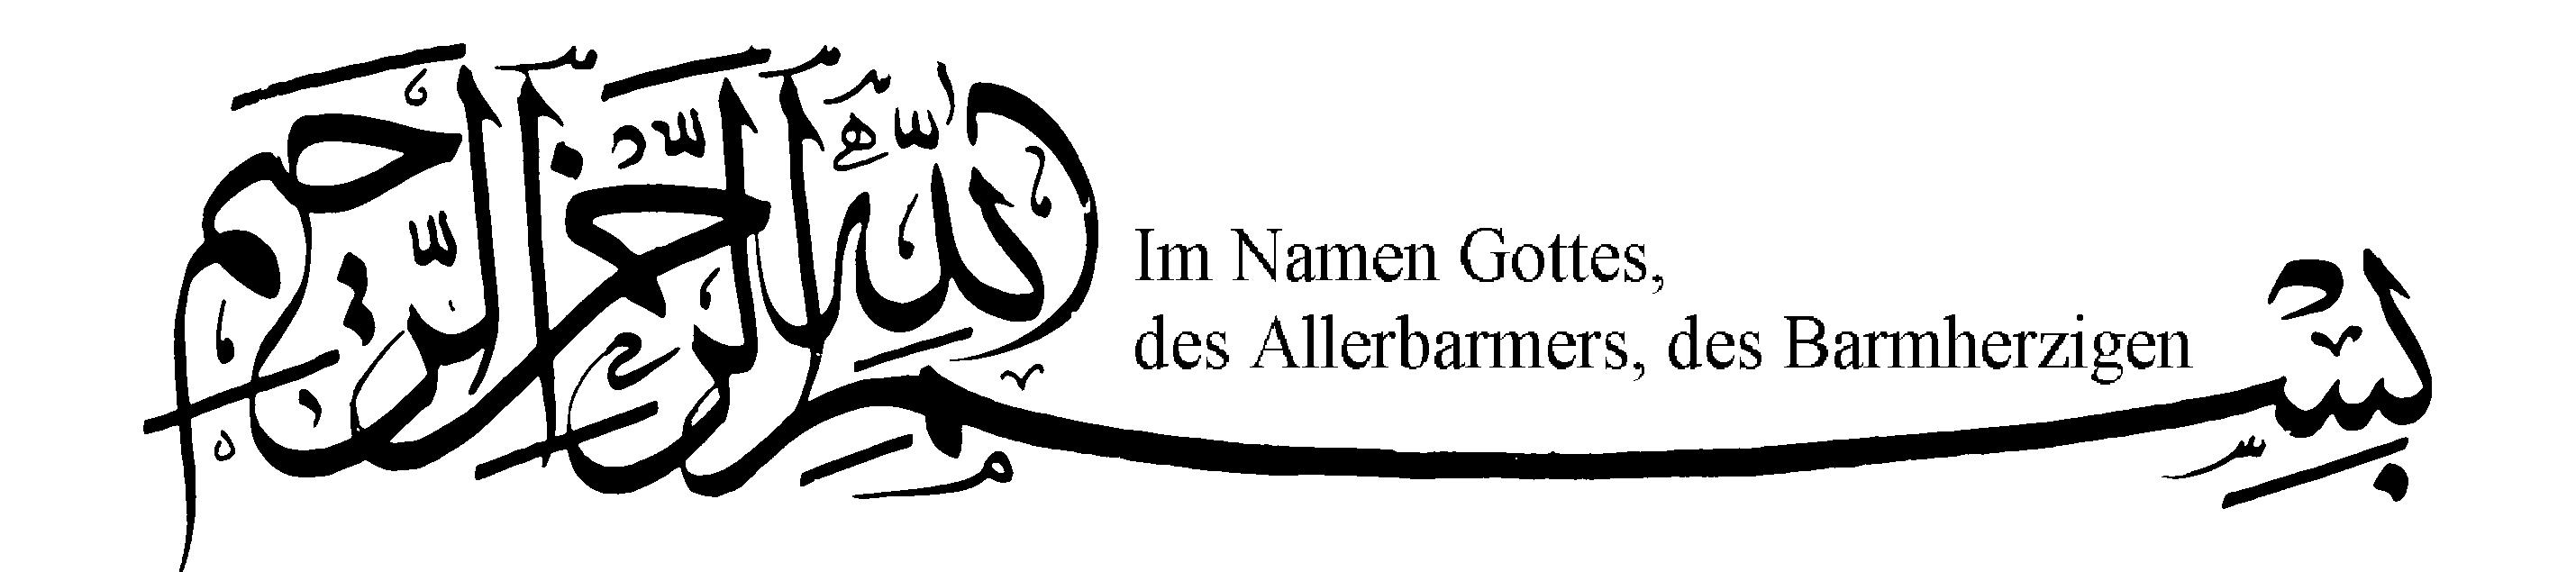 بِسْمِ اللَّهِ الرَّحْمَٰنِ الرَّحِيمِ
Im Namen Gottes,
des Allerbarmers, des Barmherzigen